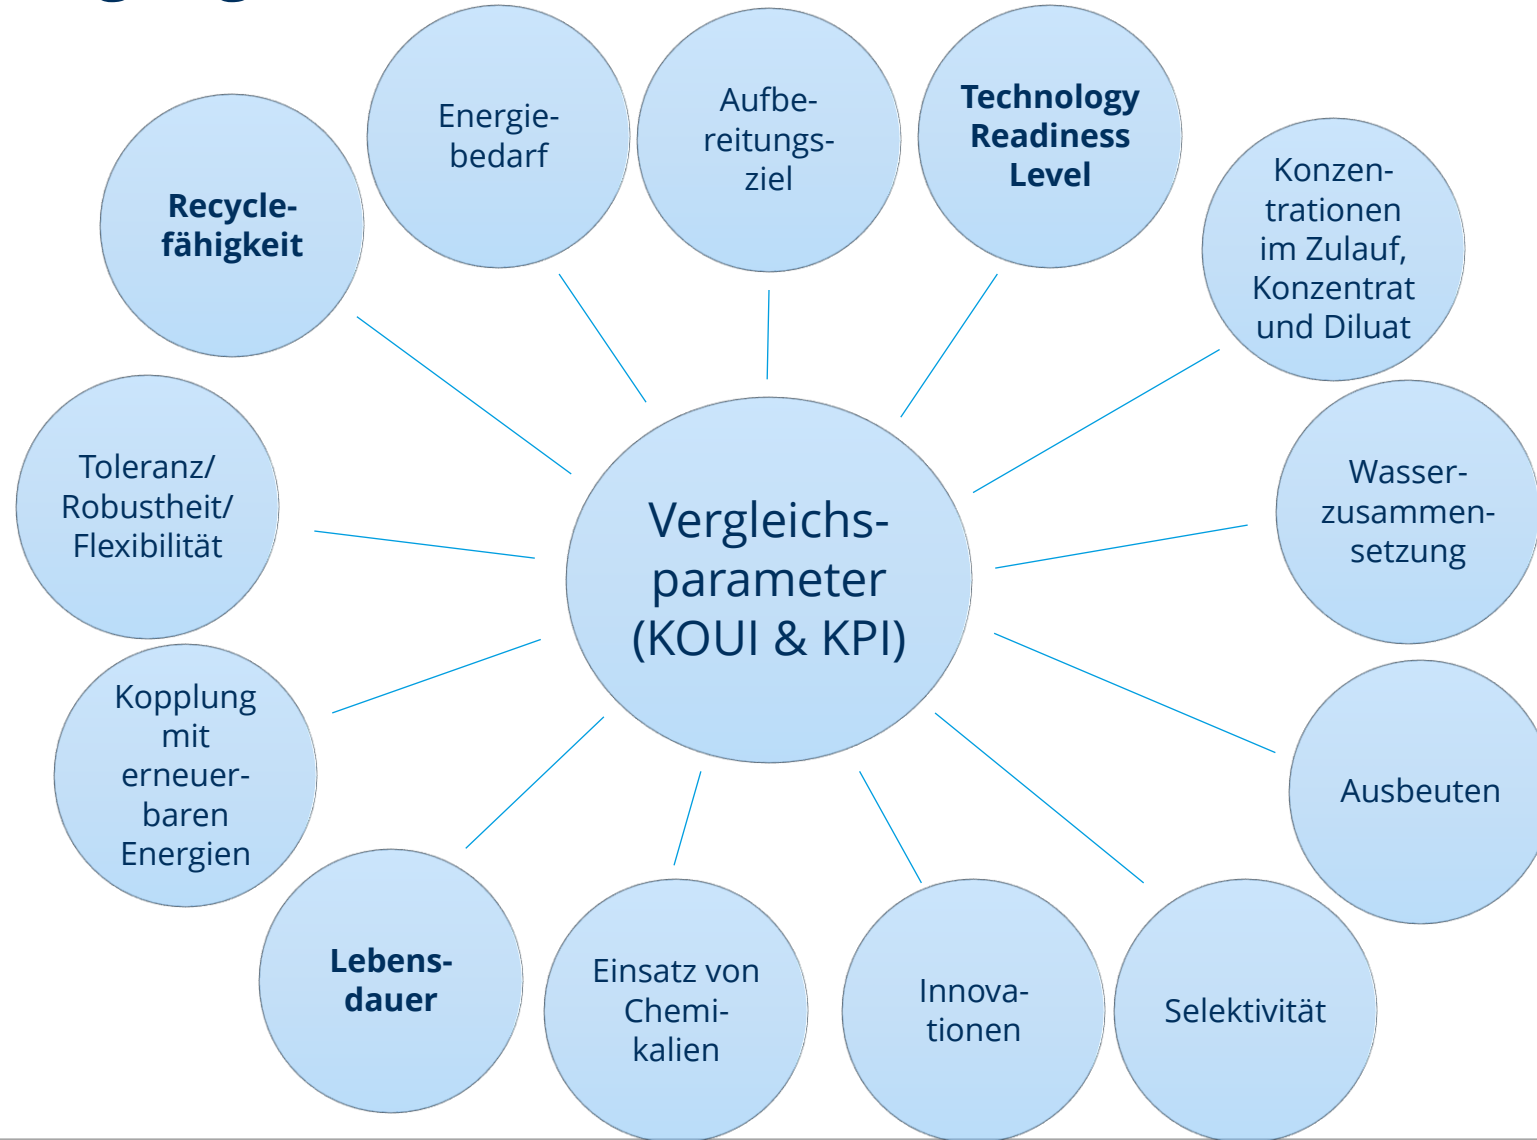 Energie-
bedarf
Aufbe-
reitungs-
ziel
Technology
Readiness
Level
Konzen-
trationen
im Zulauf,
Konzentrat
und Diluat
Recycle-
fähigkeit
Toleranz/
Robustheit/
Flexibilität
Vergleichs-
parameter
(KOUI & KPI)
Wasser-
zusammen-
setzung
Kopplung
mit
erneuer-
baren
Energien
Ausbeuten
Lebens-
dauer
Einsatz von
Chemi-
kalien
Innova-
tionen
Selektivität